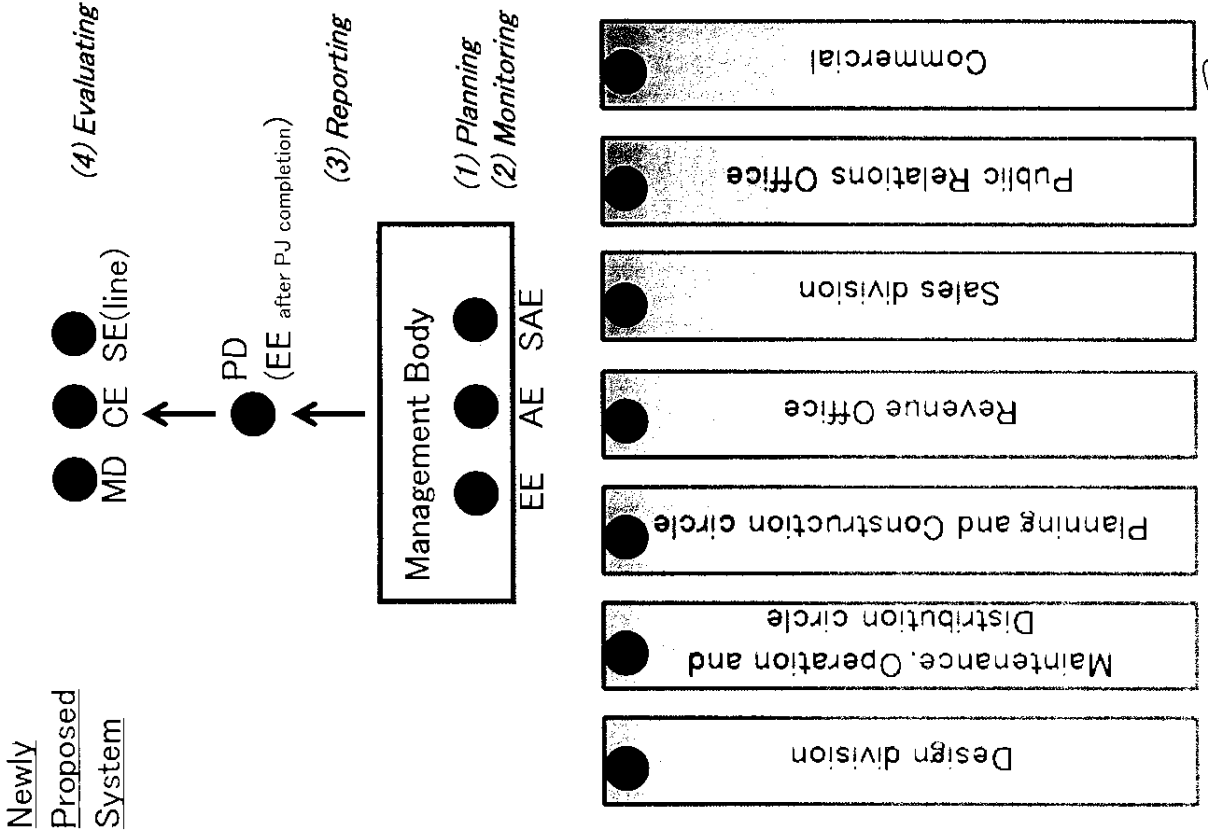 Newly
Proposed
System
(4) Evaluating
MD CE SE(line)
PD
(EE after PJ completion)
(3) Reporting
Management Body
(1) Planning
(2) Monitoring
EE AE SAE
Design division
Maintenance, Operation and
Distribution circle
Planning and Construction circle
Revenue Office
Sales division
Public Relations Office
Commercial